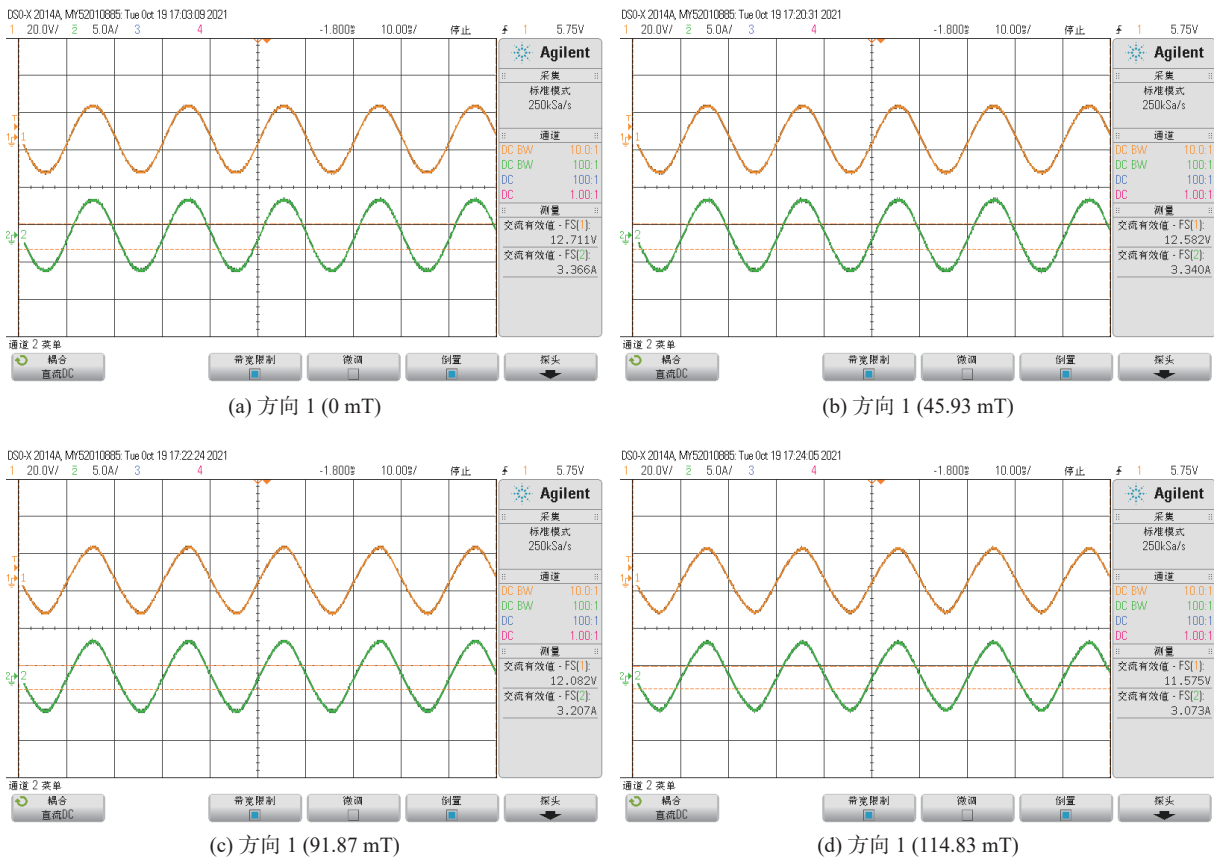 DSO-X 2014A, MY52010885: Tue Oct 19 17:03:09 2021
1 20.0V/ 2 5.0A/ 3 4 -1.800s 10.00s/ 停止 1 5.75V
Agilent
采集
标准模式
250kSa/s
通道
DC BW 10.0:1
DC BW 100:1
DC 100:1
DC 1.00:1
测量
交流有效值 - FS(1):
12.711V
交流有效值 - FS(2):
3.366A
T
1 1
2 2
通道 2 菜单
耦合
直流DC
带宽限制
微调
倒置
探头
(a) 方向 1 (0 mT)
DSO-X 2014A, MY52010885: Tue Oct 19 17:20:31 2021
1 20.0V/ 2 5.0A/ 3 4 -1.800s 10.00s/ 停止 1 5.75V
Agilent
采集
标准模式
250kSa/s
通道
DC BW 10.0:1
DC BW 100:1
DC 100:1
DC 1.00:1
测量
交流有效值 - FS(1):
12.582V
交流有效值 - FS(2):
3.340A
T
1 1
2 2
通道 2 菜单
耦合
直流DC
带宽限制
微调
倒置
探头
(b) 方向 1 (45.93 mT)
DSO-X 2014A, MY52010885: Tue Oct 19 17:22:24 2021
1 20.0V/ 2 5.0A/ 3 4 -1.800s 10.00s/ 停止 1 5.75V
Agilent
采集
标准模式
250kSa/s
通道
DC BW 10.0:1
DC BW 100:1
DC 100:1
DC 1.00:1
测量
交流有效值 - FS(1):
12.082V
交流有效值 - FS(2):
3.207A
T
1 1
2 2
通道 2 菜单
耦合
直流DC
带宽限制
微调
倒置
探头
(c) 方向 1 (91.87 mT)
DSO-X 2014A, MY52010885: Tue Oct 19 17:24:05 2021
1 20.0V/ 2 5.0A/ 3 4 -1.800s 10.00s/ 停止 1 5.75V
Agilent
采集
标准模式
250kSa/s
通道
DC BW 10.0:1
DC BW 100:1
DC 100:1
DC 1.00:1
测量
交流有效值 - FS(1):
11.575V
交流有效值 - FS(2):
3.073A
T
1 1
2 2
通道 2 菜单
耦合
直流DC
带宽限制
微调
倒置
探头
(d) 方向 1 (114.83 mT)